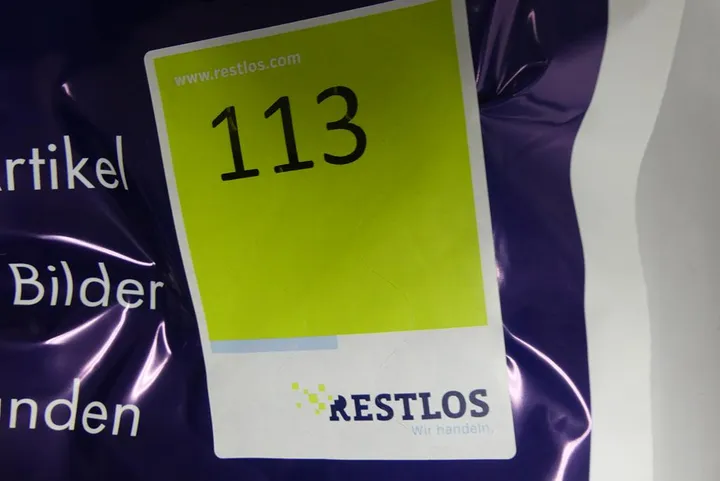 www.restlos.com
113
rtikel
Bilder
nden
RESTLOS
Wir handeln.